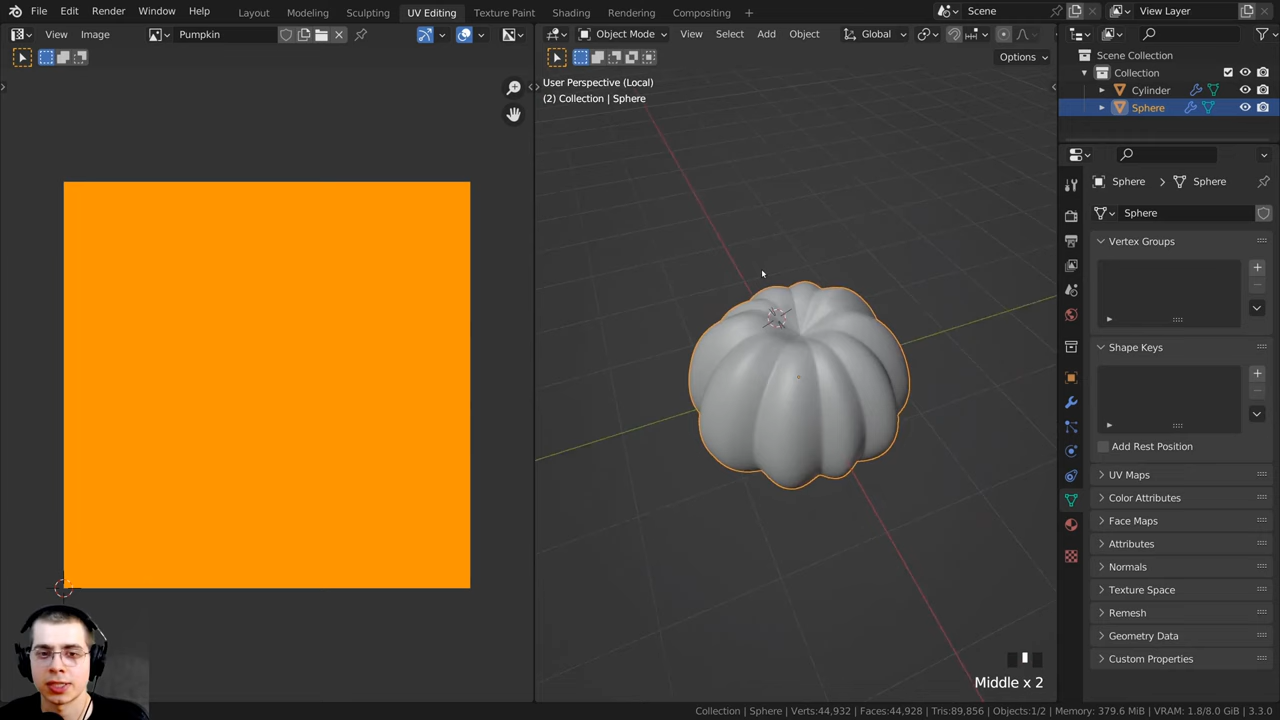 File Edit Render Window Help Layout Modeling Sculpting UV Editing Texture Paint Shading Rendering Compositing + Scene View Layer
View Image Pumpkin Object Mode View Select Add Object Global
Options
User Perspective (Local)
(2) Collection | Sphere
Scene Collection
Collection
Cylinder
Sphere
Sphere Sphere
Sphere
Vertex Groups
Shape Keys
Add Rest Position
UV Maps
Color Attributes
Face Maps
Attributes
Normals
Texture Space
Remesh
Geometry Data
Custom Properties
Middle x 2
Collection | Sphere Verts:44,932 Faces:44,928 Tris:89,856 Objects:1/2 Memory: 379.6 MiB VRAM: 1.8/8.0 GiB 3.3.0